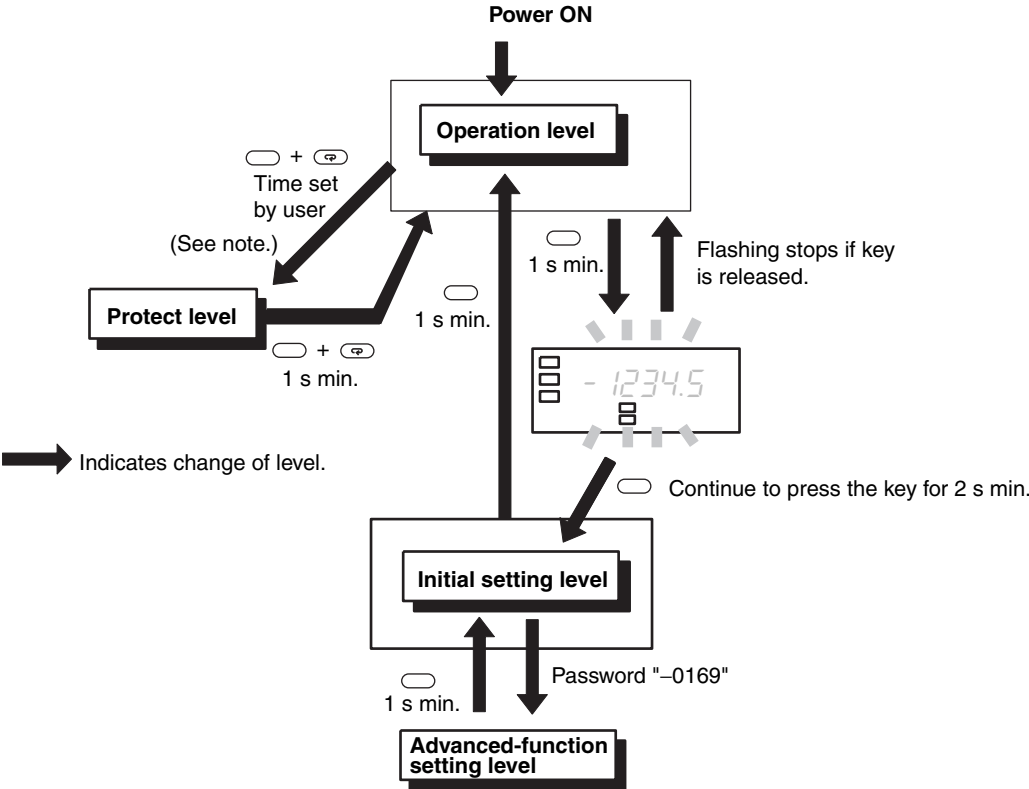 Power ON
Operation level
+
Time set
by user
(See note.)
1 s min.
Flashing stops if key
is released.
Protect level
1 s min.
+
1 s min.
-1234.5
Indicates change of level.
Continue to press the key for 2 s min.
Initial setting level
Password "–0169"
1 s min.
Advanced-function
setting level